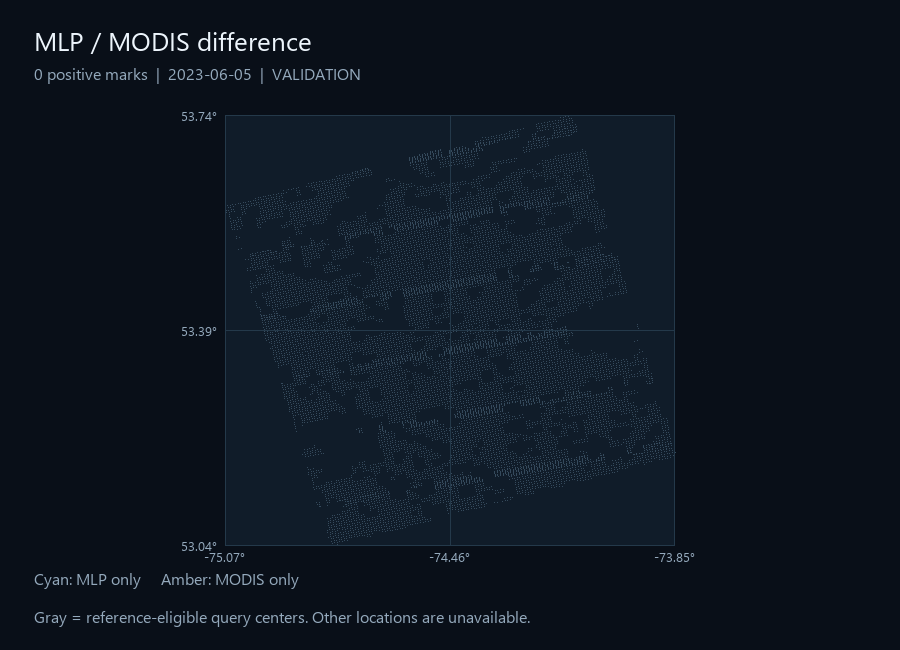 MLP / MODIS difference
0 positive marks | 2023-06-05 | VALIDATION
53.74°
53.39°
53.04°
-75.07° -74.46° -73.85°
Cyan: MLP only Amber: MODIS only
Gray = reference-eligible query centers. Other locations are unavailable.